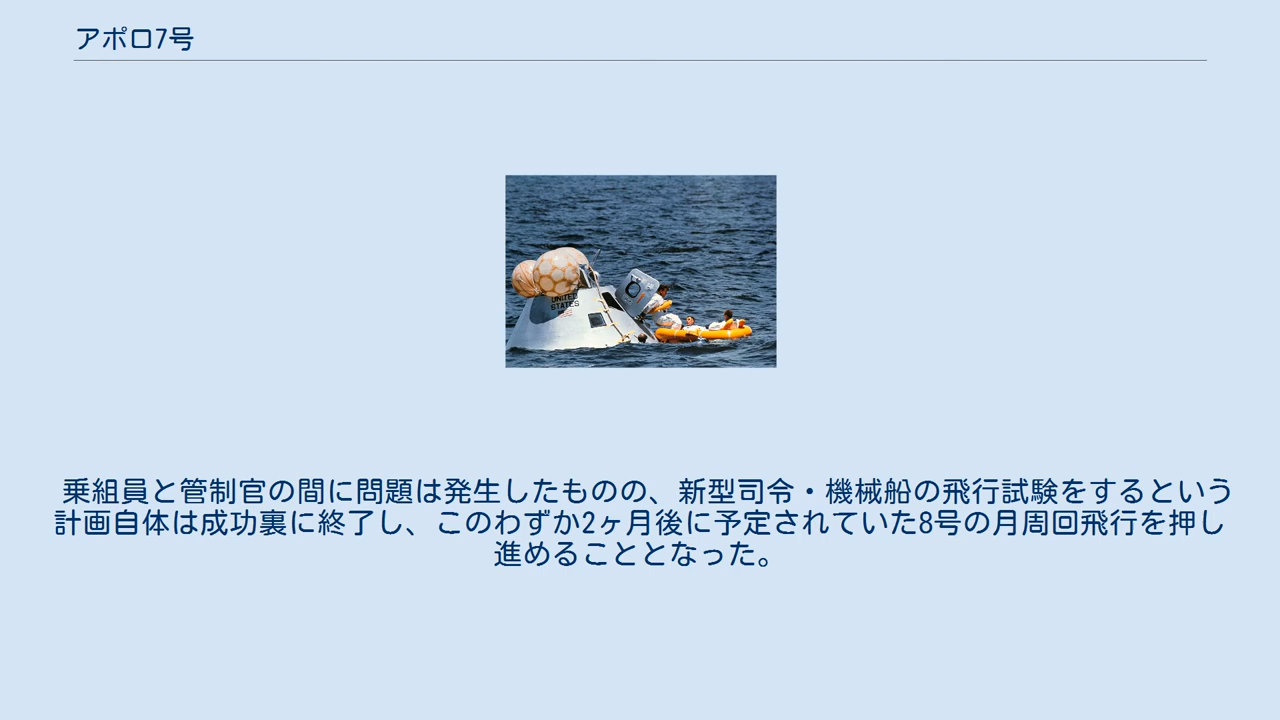 アポロ7号
UNITED
STATES
乗組員と管制官の間に問題は発生したものの、新型司令・機械船の飛行試験をするという
計画自体は成功裏に終了し、このわずか2ヶ月後に予定されていた8号の月周回飛行を押し
進めることとなった。